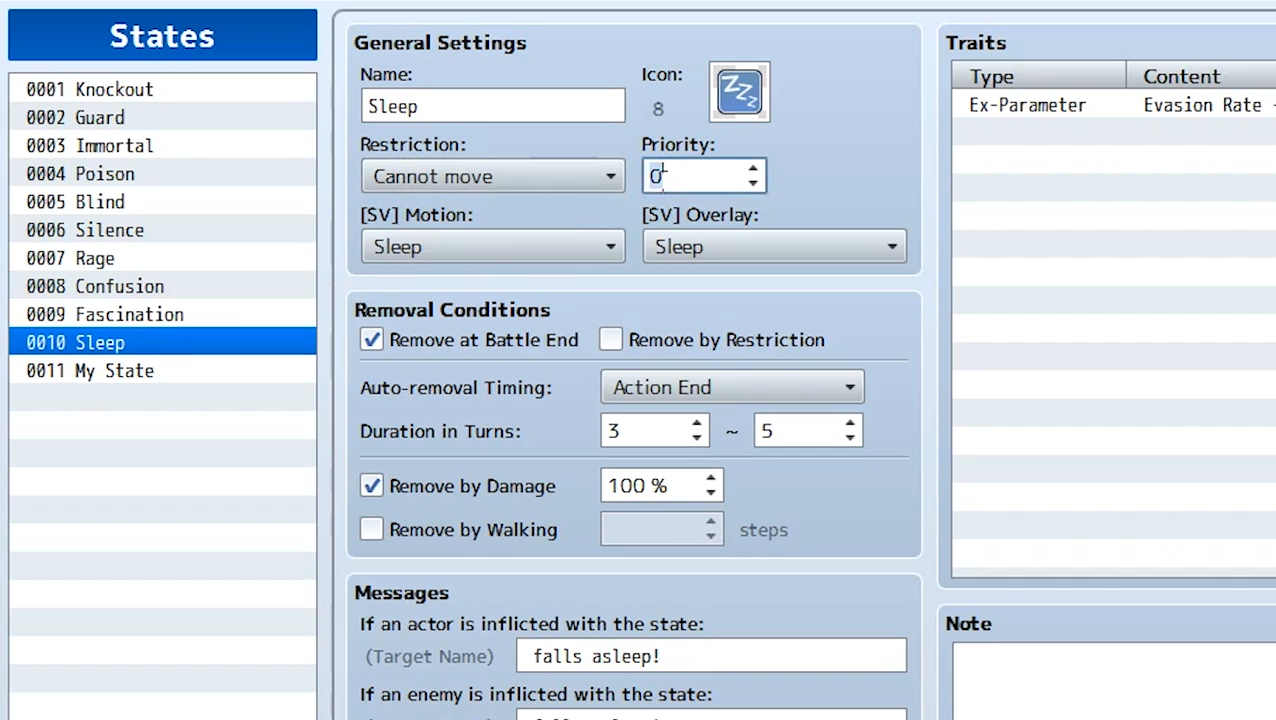 States
0001 Knockout
0002 Guard
0003 Immortal
0004 Poison
0005 Blind
0006 Silence
0007 Rage
0008 Confusion
0009 Fascination
0010 Sleep
0011 My State
General Settings
Name:
Icon:
Sleep
8
Restriction:
Priority:
Cannot move
0
[SV] Motion:
[SV] Overlay:
Sleep
Sleep
Removal Conditions
Remove at Battle End
Remove by Restriction
Auto-removal Timing:
Action End
Duration in Turns:
3
~
5
Remove by Damage
100 %
Remove by Walking
steps
Messages
If an actor is inflicted with the state:
(Target Name)
falls asleep!
If an enemy is inflicted with the state:
Traits
Type
Content
Ex-Parameter
Evasion Rate
Note